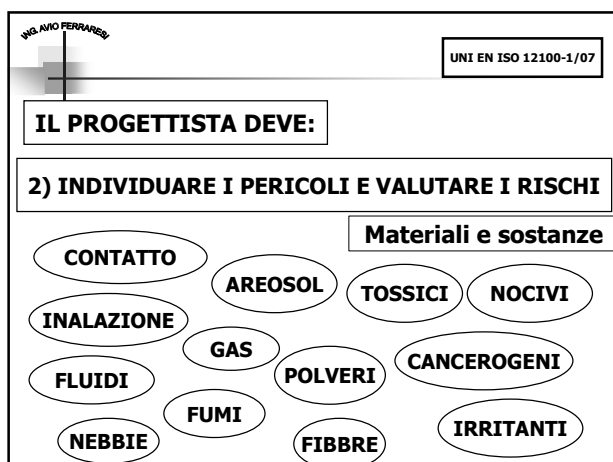 ING. AVIO FERRARESI
UNI EN ISO 12100-1/07
IL PROGETTISTA DEVE:
2) INDIVIDUARE I PERICOLI E VALUTARE I RISCHI
Materiali e sostanze
CONTATTO
AREOSOL
TOSSICI
NOCIVI
INALAZIONE
GAS
POLVERI
CANCEROGENI
FLUIDI
FUMI
NEBBIE
FIBBRE
IRRITANTI